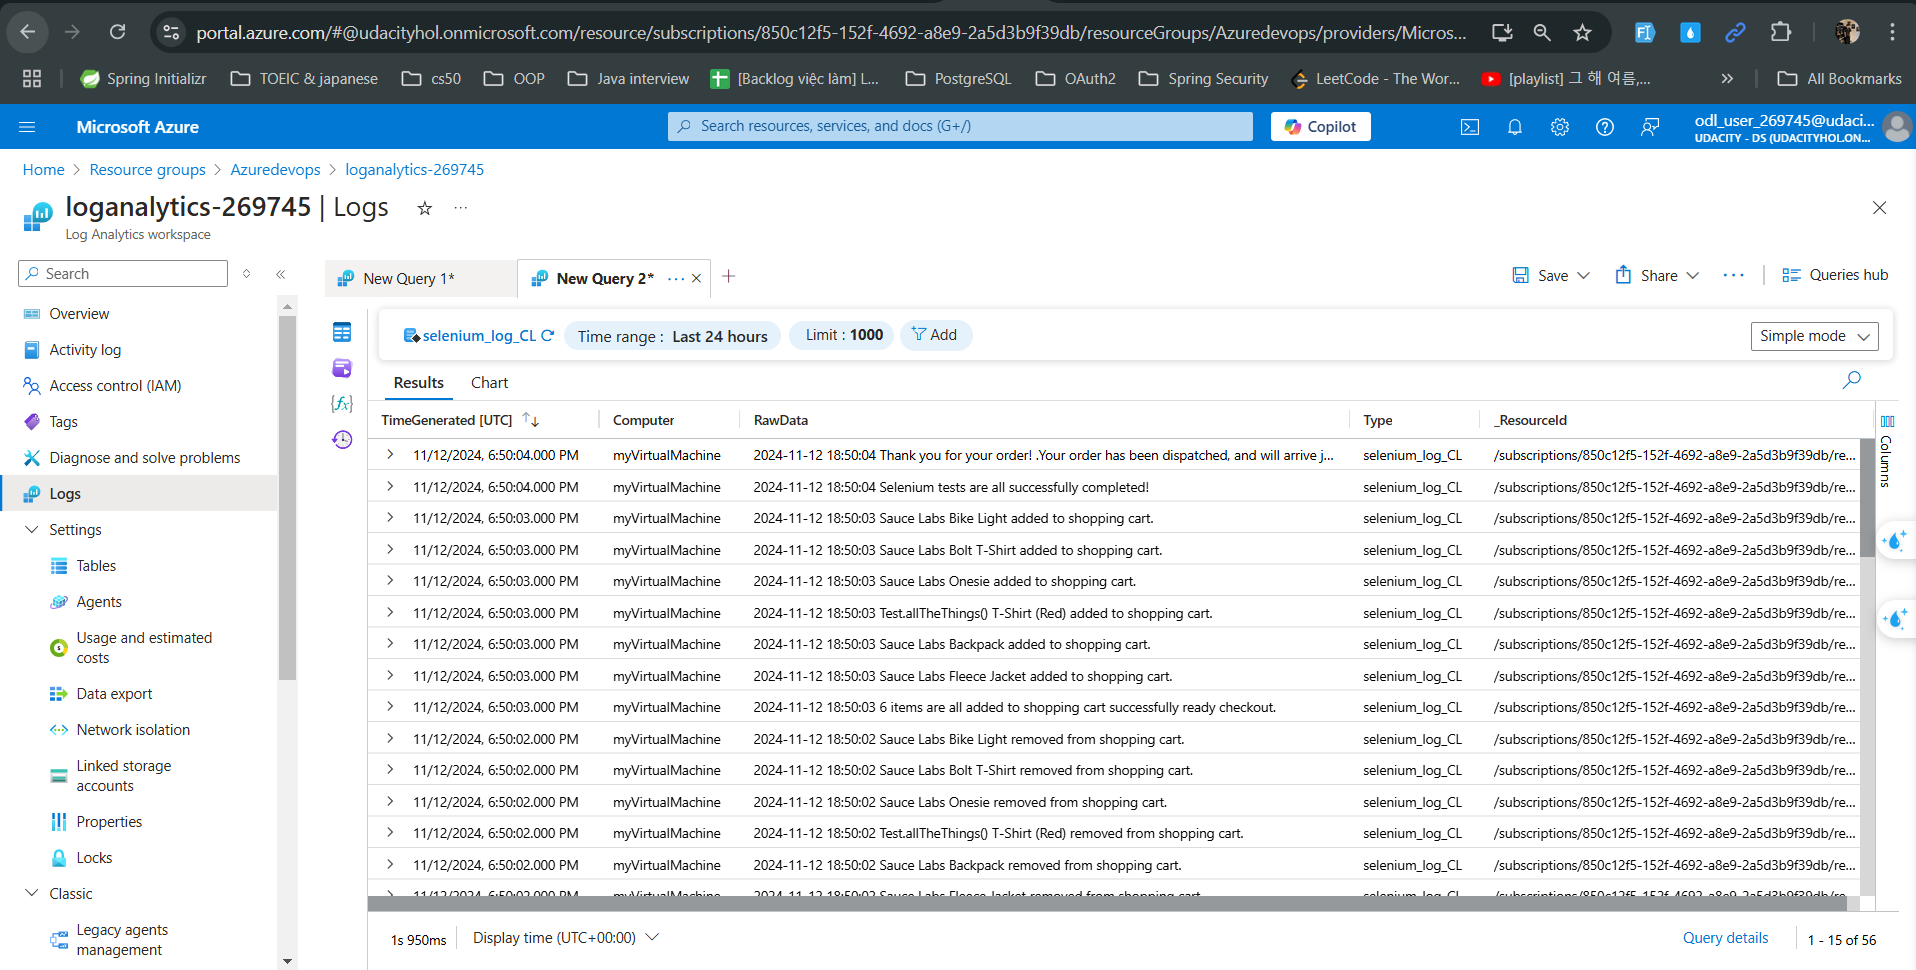 portal.azure.com/#@udacityhol.onmicrosoft.com/resource/subscriptions/850c12f5-152f-4692-a8e9-2a5d3b9f39db/resourceGroups/Azuredevops/providers/Micros...
Spring Initializr TOEIC & japanese cs50 OOP Java interview [Backlog việc làm] L... PostgreSQL OAuth2 Spring Security LeetCode - The Wor... [playlist] 그 해 여름,... » All Bookmarks
Microsoft Azure
Search resources, services, and docs (G+/)
Copilot
odl_user_269745@udaci...
UDACITY - DS (UDACITYHOL.ON...
Home > Resource groups > Azuredevops > loganalytics-269745
loganalytics-269745 | Logs
Log Analytics workspace
Search
Overview
Activity log
Access control (IAM)
Tags
Diagnose and solve problems
Logs
Settings
Tables
Agents
Usage and estimated
costs
Data export
Network isolation
Linked storage
accounts
Properties
Locks
Classic
Legacy agents
management
New Query 1*
New Query 2* ...
Save
Share
...
Queries hub
selenium_log_CL
Time range : Last 24 hours
Limit : 1000
Add
Simple mode
Results Chart
TimeGenerated [UTC] Computer RawData Type _ResourceId
11/12/2024, 6:50:04.000 PM myVirtualMachine 2024-11-12 18:50:04 Thank you for your order! .Your order has been dispatched, and will arrive j... selenium_log_CL /subscriptions/850c12f5-152f-4692-a8e9-2a5d3b9f39db/re...
11/12/2024, 6:50:04.000 PM myVirtualMachine 2024-11-12 18:50:04 Selenium tests are all successfully completed! selenium_log_CL /subscriptions/850c12f5-152f-4692-a8e9-2a5d3b9f39db/re...
11/12/2024, 6:50:03.000 PM myVirtualMachine 2024-11-12 18:50:03 Sauce Labs Bike Light added to shopping cart. selenium_log_CL /subscriptions/850c12f5-152f-4692-a8e9-2a5d3b9f39db/re...
11/12/2024, 6:50:03.000 PM myVirtualMachine 2024-11-12 18:50:03 Sauce Labs Bolt T-Shirt added to shopping cart. selenium_log_CL /subscriptions/850c12f5-152f-4692-a8e9-2a5d3b9f39db/re...
11/12/2024, 6:50:03.000 PM myVirtualMachine 2024-11-12 18:50:03 Sauce Labs Onesie added to shopping cart. selenium_log_CL /subscriptions/850c12f5-152f-4692-a8e9-2a5d3b9f39db/re...
11/12/2024, 6:50:03.000 PM myVirtualMachine 2024-11-12 18:50:03 Test.allTheThings() T-Shirt (Red) added to shopping cart. selenium_log_CL /subscriptions/850c12f5-152f-4692-a8e9-2a5d3b9f39db/re...
11/12/2024, 6:50:03.000 PM myVirtualMachine 2024-11-12 18:50:03 Sauce Labs Backpack added to shopping cart. selenium_log_CL /subscriptions/850c12f5-152f-4692-a8e9-2a5d3b9f39db/re...
11/12/2024, 6:50:03.000 PM myVirtualMachine 2024-11-12 18:50:03 Sauce Labs Fleece Jacket added to shopping cart. selenium_log_CL /subscriptions/850c12f5-152f-4692-a8e9-2a5d3b9f39db/re...
11/12/2024, 6:50:03.000 PM myVirtualMachine 2024-11-12 18:50:03 6 items are all added to shopping cart successfully ready checkout. selenium_log_CL /subscriptions/850c12f5-152f-4692-a8e9-2a5d3b9f39db/re...
11/12/2024, 6:50:02.000 PM myVirtualMachine 2024-11-12 18:50:02 Sauce Labs Bike Light removed from shopping cart. selenium_log_CL /subscriptions/850c12f5-152f-4692-a8e9-2a5d3b9f39db/re...
11/12/2024, 6:50:02.000 PM myVirtualMachine 2024-11-12 18:50:02 Sauce Labs Bolt T-Shirt removed from shopping cart. selenium_log_CL /subscriptions/850c12f5-152f-4692-a8e9-2a5d3b9f39db/re...
11/12/2024, 6:50:02.000 PM myVirtualMachine 2024-11-12 18:50:02 Sauce Labs Onesie removed from shopping cart. selenium_log_CL /subscriptions/850c12f5-152f-4692-a8e9-2a5d3b9f39db/re...
11/12/2024, 6:50:02.000 PM myVirtualMachine 2024-11-12 18:50:02 Test.allTheThings() T-Shirt (Red) removed from shopping cart. selenium_log_CL /subscriptions/850c12f5-152f-4692-a8e9-2a5d3b9f39db/re...
11/12/2024, 6:50:02.000 PM myVirtualMachine 2024-11-12 18:50:02 Sauce Labs Backpack removed from shopping cart. selenium_log_CL /subscriptions/850c12f5-152f-4692-a8e9-2a5d3b9f39db/re...
11/12/2024, 6:50:02.000 PM myVirtualMachine 2024-11-12 18:50:02 Sauce Labs Fleece Jacket removed from shopping cart. selenium_log_CL /subscriptions/850c12f5-152f-4692-a8e9-2a5d3b9f39db/re...
Columns
1s 950ms
Display time (UTC+00:00)
Query details
1 - 15 of 56